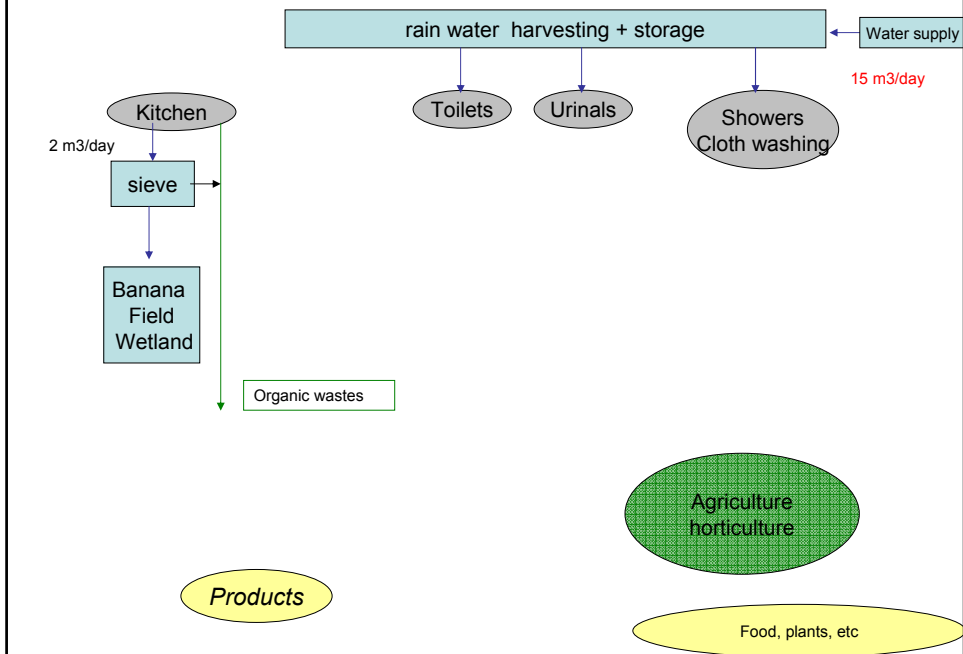 rain water harvesting + storage
Water supply
15 m3/day
Toilets
Urinals
Showers
Cloth washing
Kitchen
2 m3/day
sieve
Banana
Field
Wetland
Organic wastes
Agriculture
horticulture
Products
Food, plants, etc